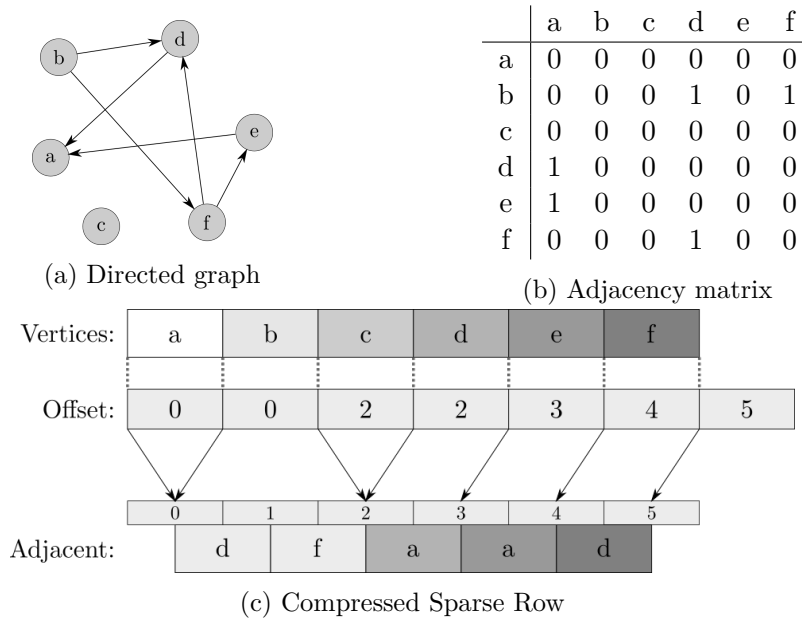 b
d
a
e
c
f
(a) Directed graph
a b c d e f
a 0 0 0 0 0 0
b 0 0 0 1 0 1
c 0 0 0 0 0 0
d 1 0 0 0 0 0
e 1 0 0 0 0 0
f 0 0 0 1 0 0
(b) Adjacency matrix
Vertices: a b c d e f
Offset: 0 0 2 2 3 4 5
0 1 2 3 4 5
Adjacent: d f a a d
(c) Compressed Sparse Row